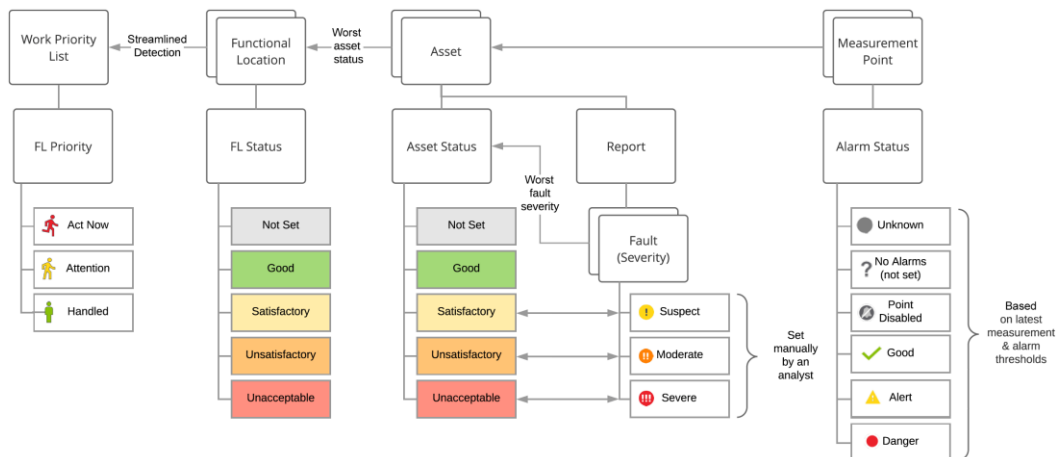 Work Priority
List
Streamlined
Detection
Functional
Location
Worst
asset
status
Asset
Measurement
Point
FL Priority
FL Status
Asset Status
Report
Alarm Status
Worst
fault
severity
Act Now
Attention
Handled
Not Set
Good
Satisfactory
Unsatisfactory
Unacceptable
Not Set
Good
Satisfactory
Unsatisfactory
Unacceptable
Fault
(Severity)
Suspect
Moderate
Severe
Set
manually
by an
analyst
Unknown
No Alarms
(not set)
Point
Disabled
Good
Alert
Danger
Based
on latest
measurement
& alarm
thresholds